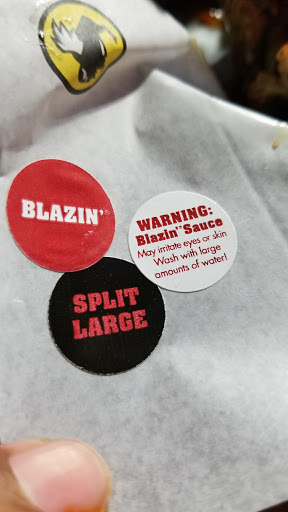 BLAZIN'®
WARNING:
Blazin'® Sauce
May irritate eyes or skin
Wash with large
amounts of water!
SPLIT
LARGE